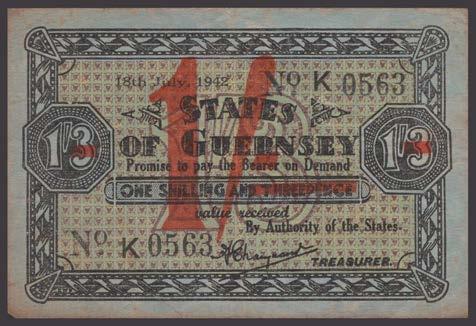 18th July, 1942 No K 0563
1/
STATES
OF GUERNSEY
1/3 1/3
Promise to pay the Bearer on Demand
ONE SHILLING AND THREEPENCE
value received
By Authority of the States.
No K 0563
TREASURER.